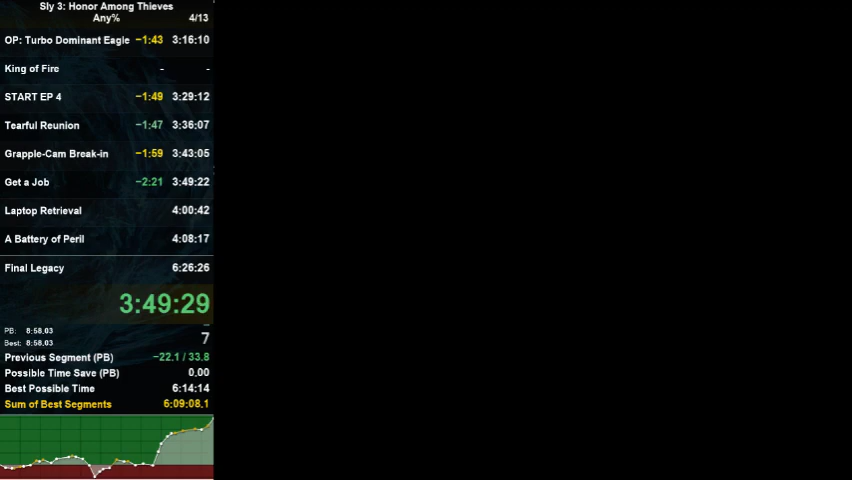 Sly 3: Honor Among Thieves
Any% 4/13
OP: Turbo Dominant Eagle −1:43 3:16:10
King of Fire - -
START EP 4 −1:49 3:29:12
Tearful Reunion −1:47 3:36:07
Grapple-Cam Break-in −1:59 3:43:05
Get a Job −2:21 3:49:22
Laptop Retrieval 4:00:42
A Battery of Peril 4:08:17
Final Legacy 6:26:26
3:49:29
PB: 8:58.03
Best: 8:58.03
7
Previous Segment (PB) −22.1 / 33.8
Possible Time Save (PB) 0.00
Best Possible Time 6:14:14
Sum of Best Segments 6:09:08.1